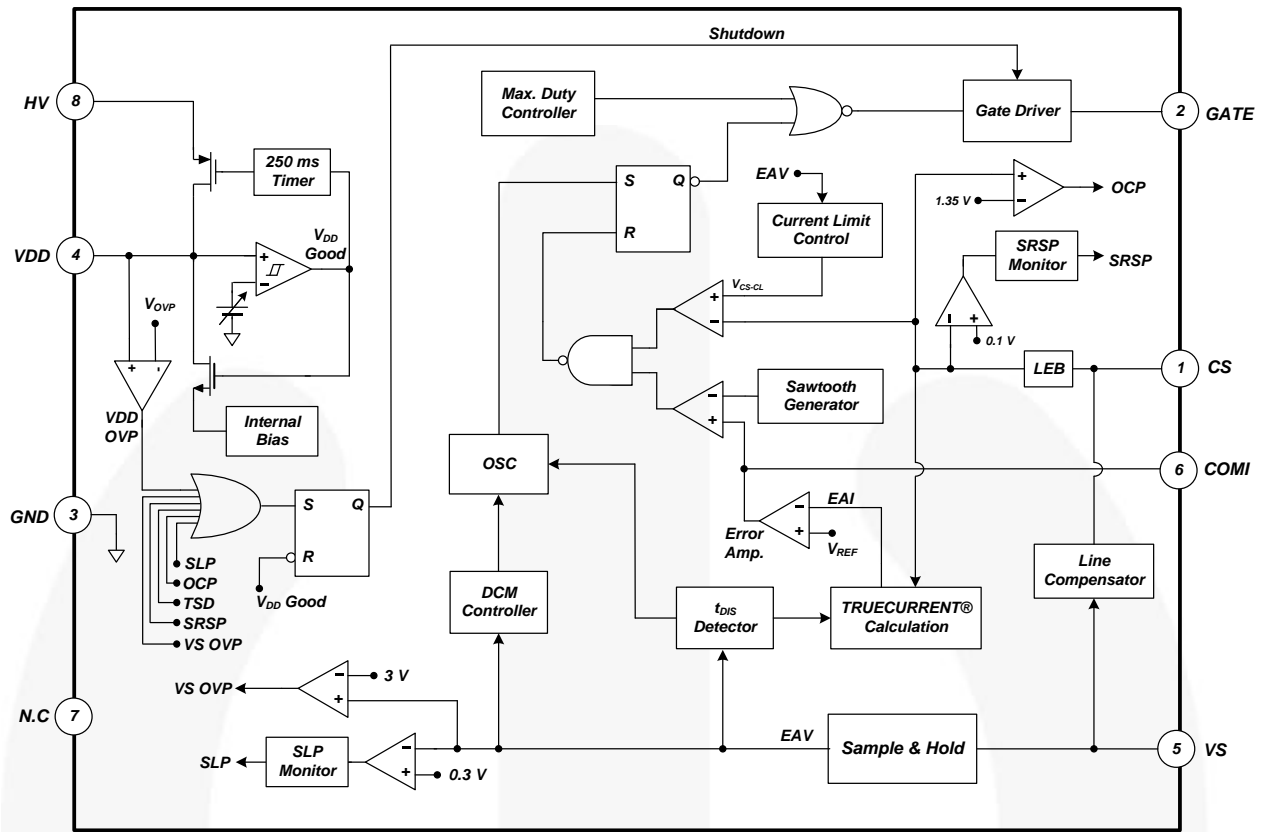 Shutdown
HV
8
Max. Duty
Controller
Gate Driver
2
GATE
250 ms
Timer
S
Q
R
EAV
+
−
1.35 V
OCP
Current Limit
Control
SRSP
Monitor
SRSP
VDD
4
VDD
Good
+
−
VCS-CL
+
−
−
+
0.1 V
VOVP
+
-
1
CS
LEB
VDD
OVP
Internal
Bias
−
+
Sawtooth
Generator
OSC
6
COMI
GND
3
S
Q
R
EAI
−
+
VREF
Error
Amp.
Line
Compensator
SLP
OCP
TSD
SRSP
VS OVP
VDD Good
DCM
Controller
tDIS
Detector
TRUECURRENT®
Calculation
VS OVP
−
+
3 V
N.C
7
EAV
Sample & Hold
5
VS
SLP
SLP
Monitor
−
+
0.3 V